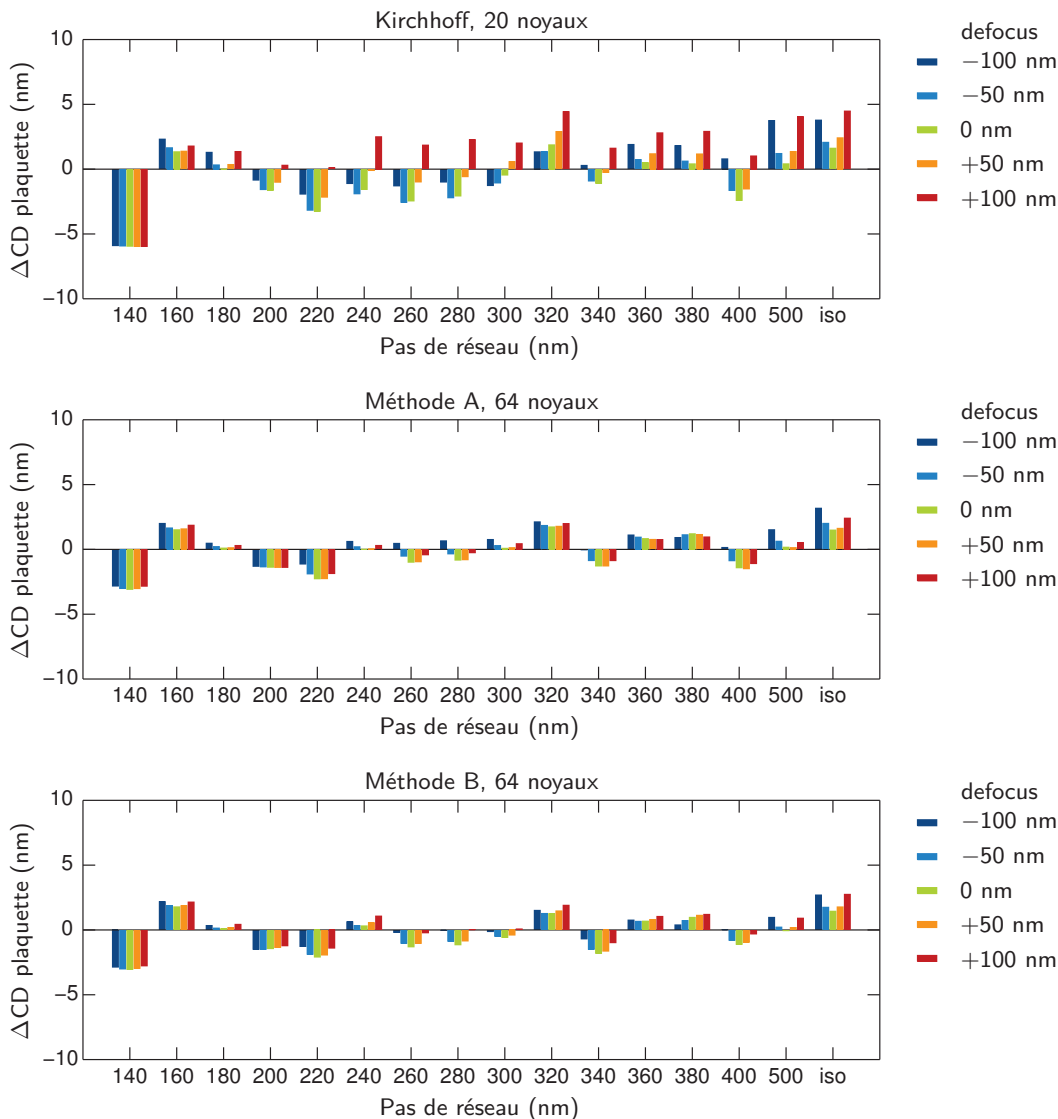 Kirchhoff, 20 noyaux
10
5
0
−5
−10
ΔCD plaquette (nm)
140 160 180 200 220 240 260 280 300 320 340 360 380 400 500 iso
Pas de réseau (nm)
defocus
−100 nm
−50 nm
0 nm
+50 nm
+100 nm
Méthode A, 64 noyaux
10
5
0
−5
−10
ΔCD plaquette (nm)
140 160 180 200 220 240 260 280 300 320 340 360 380 400 500 iso
Pas de réseau (nm)
defocus
−100 nm
−50 nm
0 nm
+50 nm
+100 nm
Méthode B, 64 noyaux
10
5
0
−5
−10
ΔCD plaquette (nm)
140 160 180 200 220 240 260 280 300 320 340 360 380 400 500 iso
Pas de réseau (nm)
defocus
−100 nm
−50 nm
0 nm
+50 nm
+100 nm